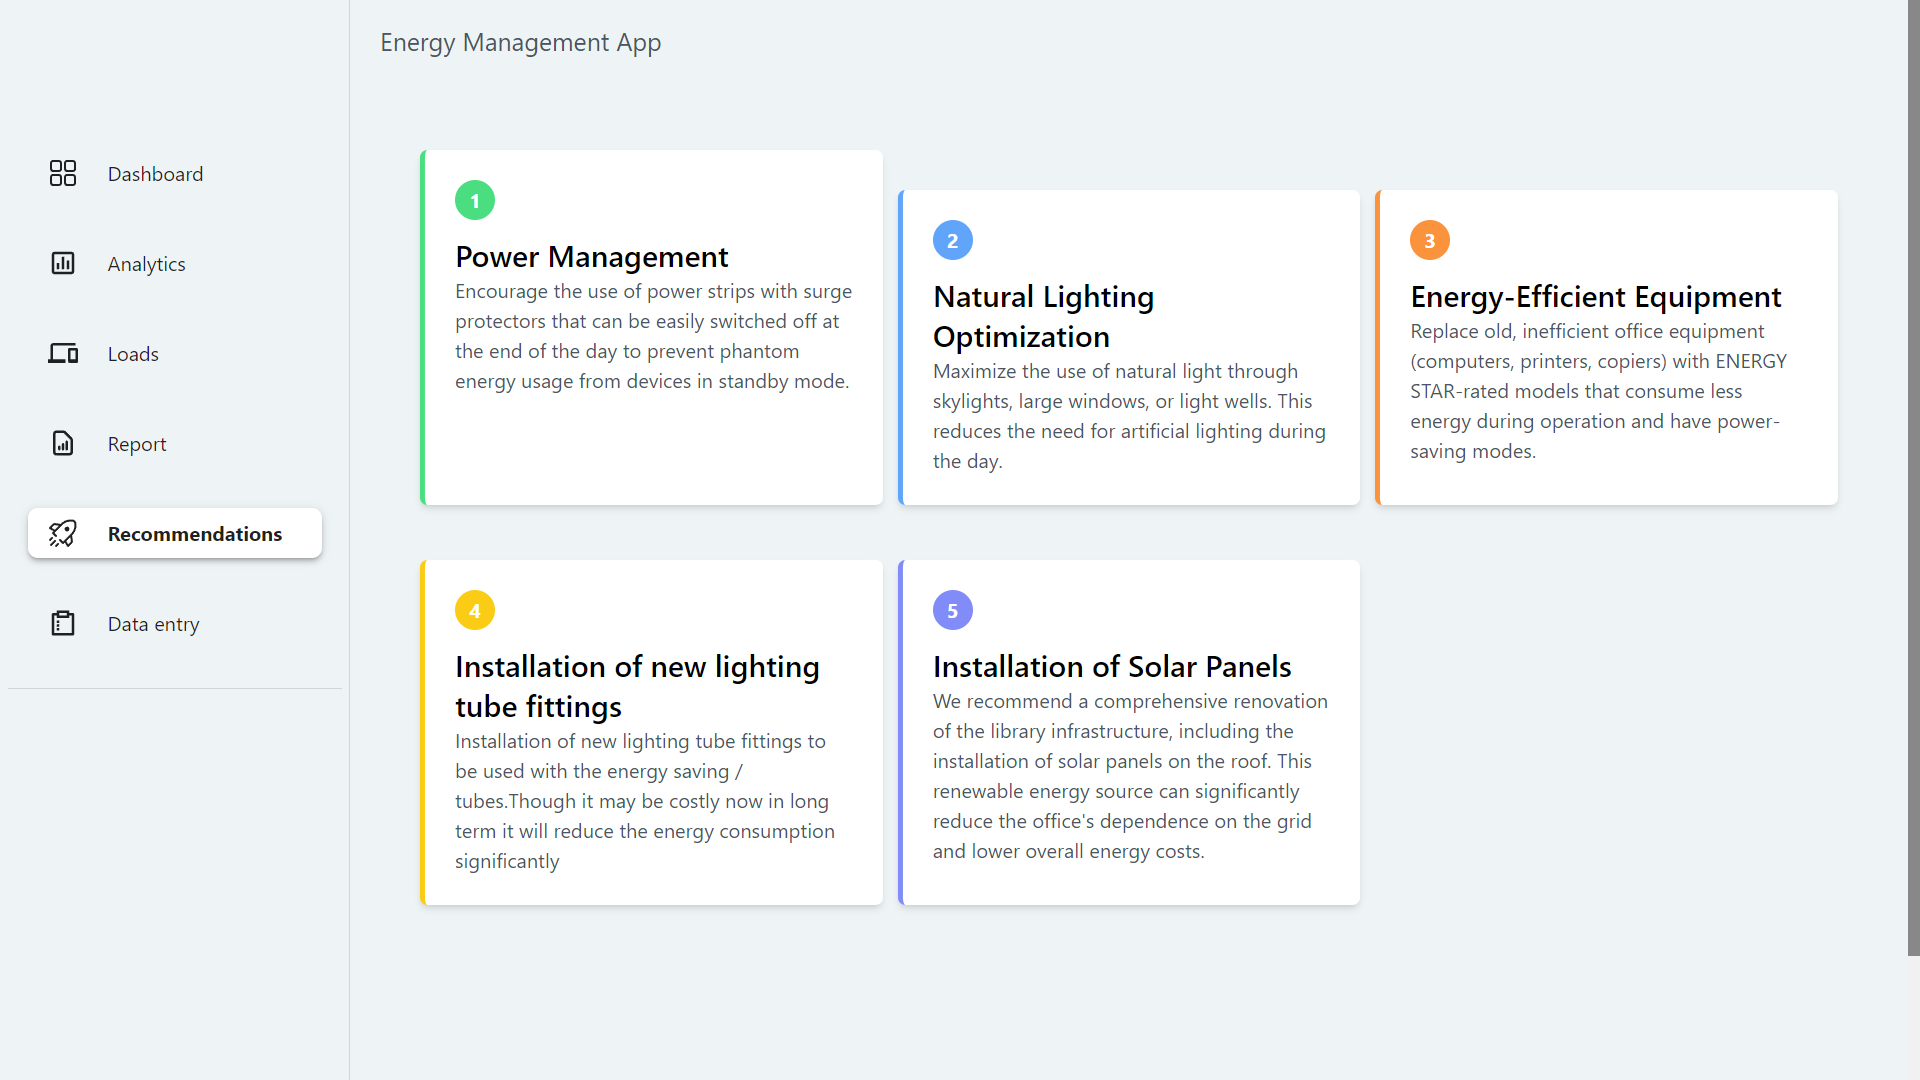 Energy Management App
Dashboard
Analytics
Loads
Report
Recommendations
Data entry
1
Power Management
Encourage the use of power strips with surge
protectors that can be easily switched off at
the end of the day to prevent phantom
energy usage from devices in standby mode.
2
Natural Lighting
Optimization
Maximize the use of natural light through
skylights, large windows, or light wells. This
reduces the need for artificial lighting during
the day.
3
Energy-Efficient Equipment
Replace old, inefficient office equipment
(computers, printers, copiers) with ENERGY
STAR-rated models that consume less
energy during operation and have power-
saving modes.
4
Installation of new lighting
tube fittings
Installation of new lighting tube fittings to
be used with the energy saving /
tubes.Though it may be costly now in long
term it will reduce the energy consumption
significantly
5
Installation of Solar Panels
We recommend a comprehensive renovation
of the library infrastructure, including the
installation of solar panels on the roof. This
renewable energy source can significantly
reduce the office's dependence on the grid
and lower overall energy costs.